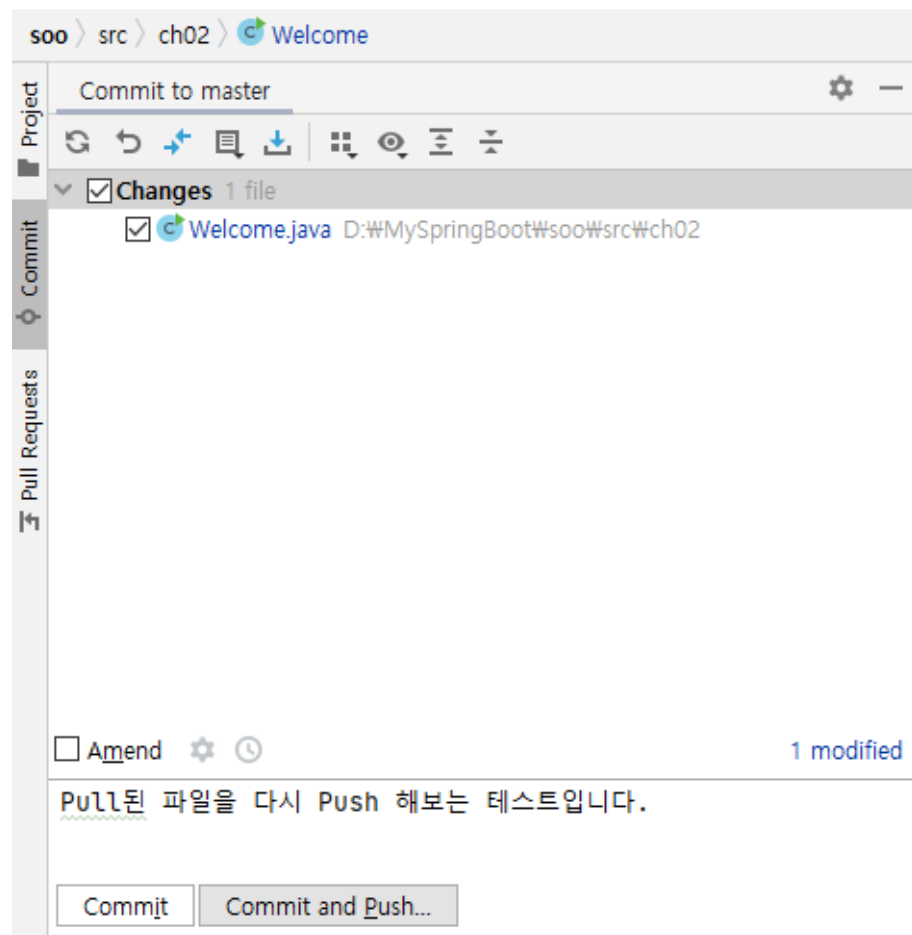 soo 〉 src 〉 ch02 〉 Welcome
Project
Commit
Pull Requests
Commit to master
Changes 1 file
Welcome.java D:₩MySpringBoot₩soo₩src₩ch02
Amend
1 modified
Pull된 파일을 다시 Push 해보는 테스트입니다.
Commit
Commit and Push...